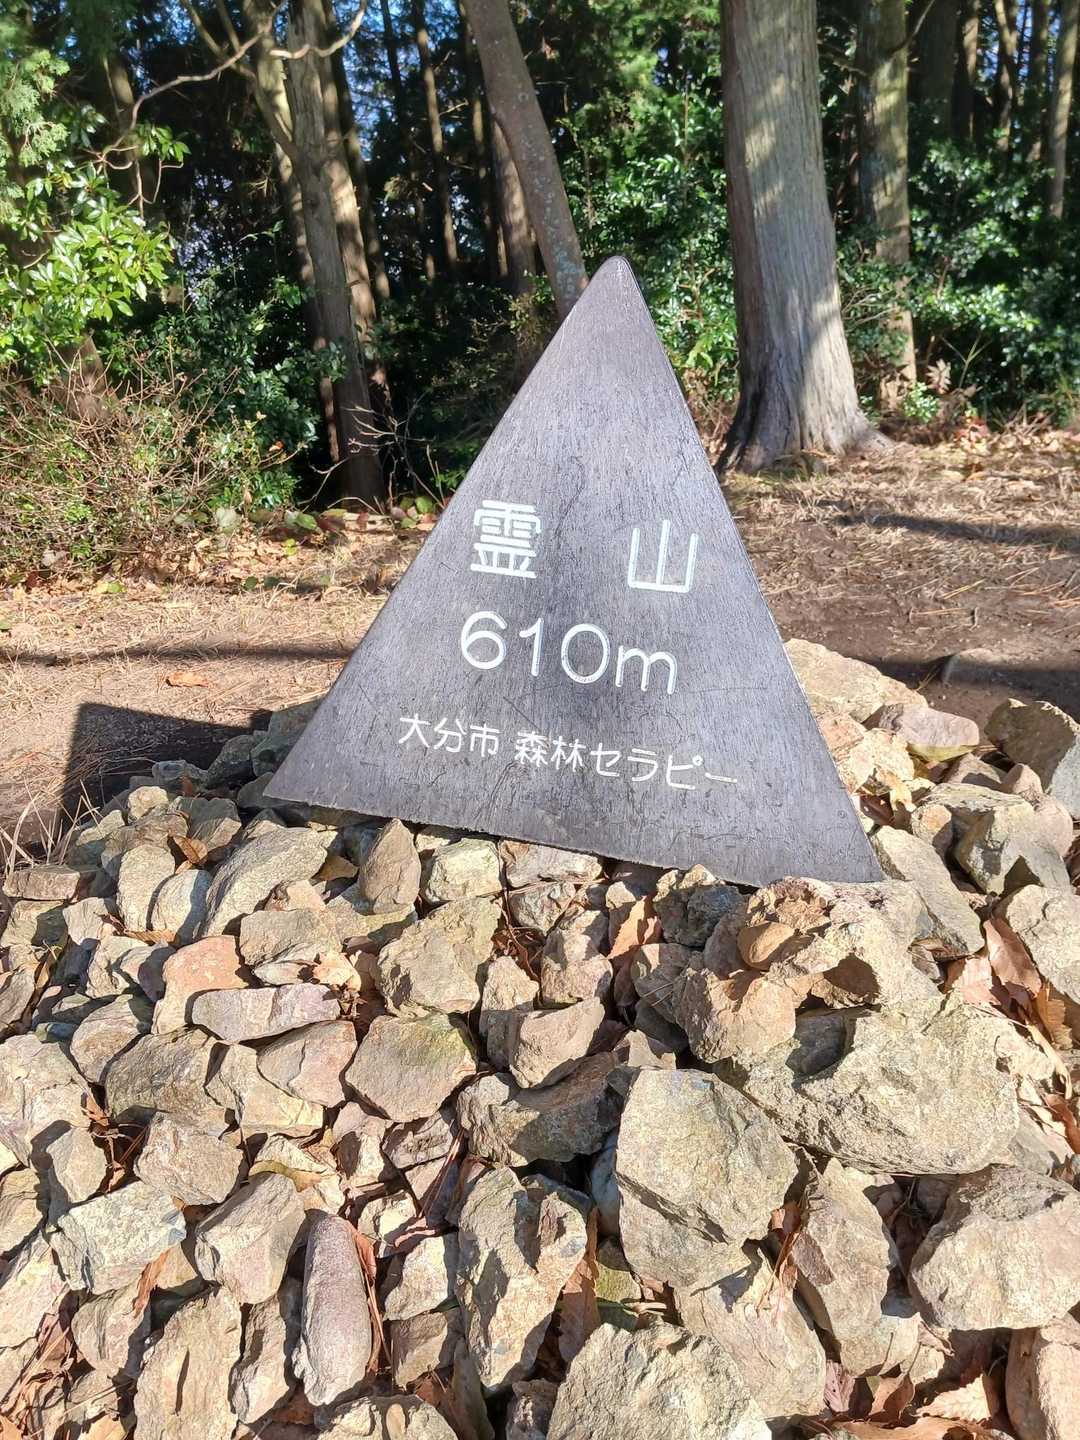 霊 山
610m
大分市 森林セラピー